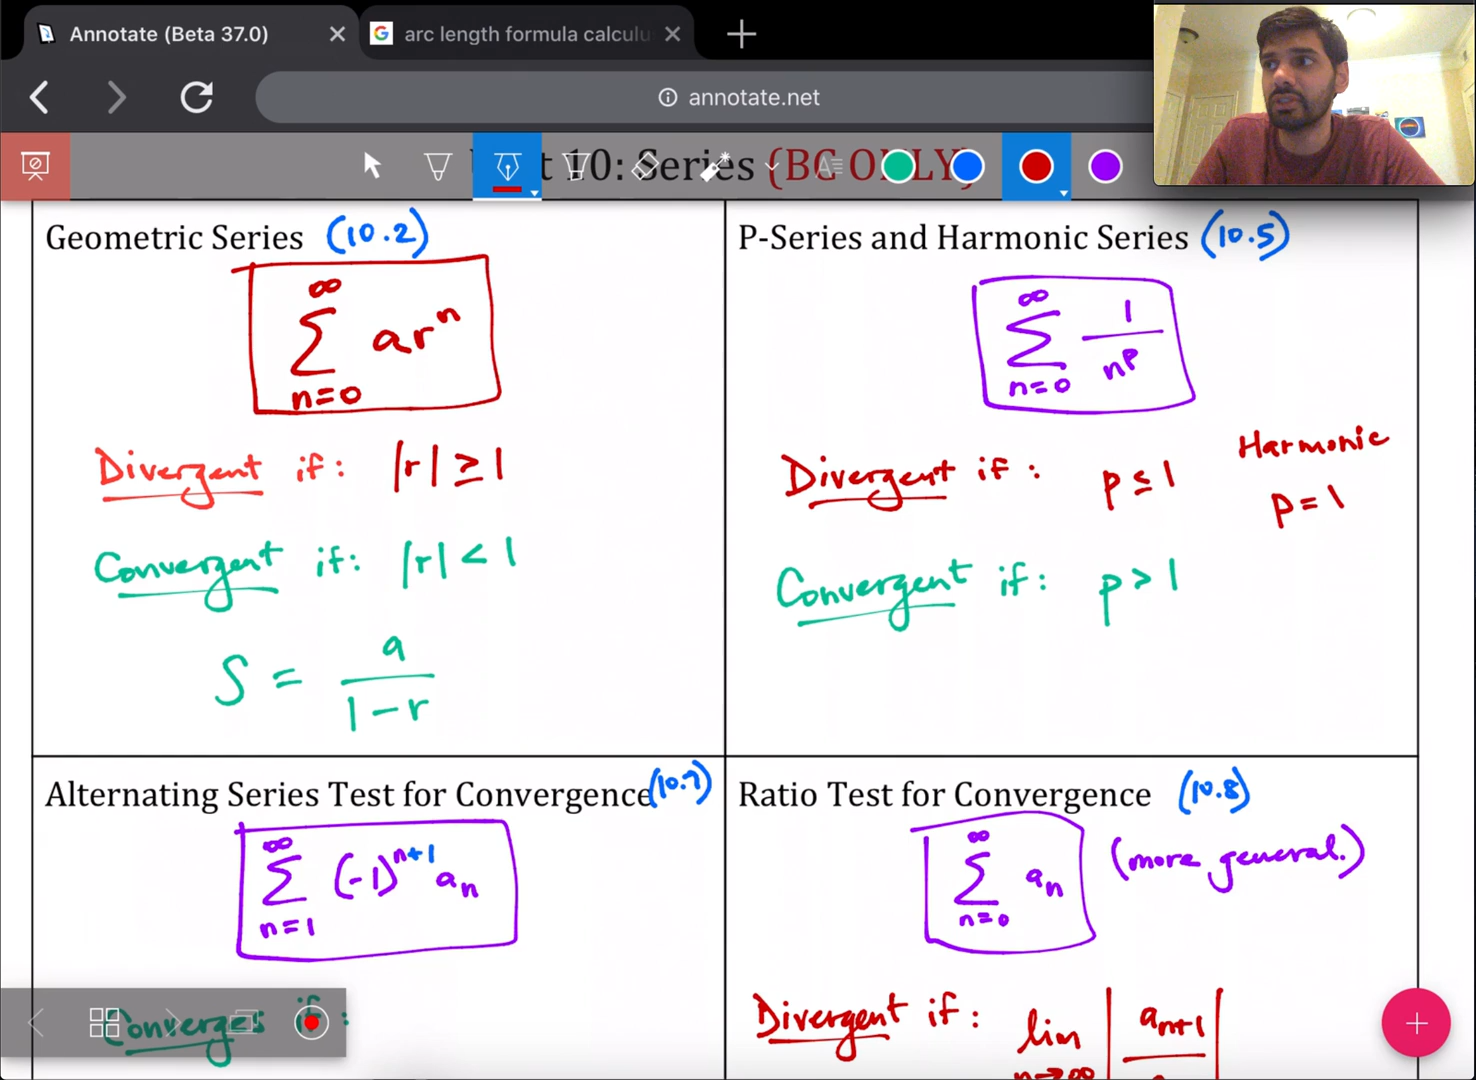 Annotate (Beta 37.0)
arc length formula calculu
annotate.net
t 10: Series (BC ONLY)
Geometric Series (10.2)
∞
∑ ar^n
n=0
Divergent if: |r| ≥ 1
Convergent if: |r| < 1
S = a/(1-r)
P-Series and Harmonic Series (10.5)
∞
∑ 1/n^p
n=0
Harmonic
Divergent if: p ≤ 1 p=1
Convergent if: p > 1
Alternating Series Test for Convergence (10.7)
∞
∑ (-1)^{n+1} a_n
n=1
Converges if:
Ratio Test for Convergence (10.8)
∞
∑ a_n (more general.)
n=0
Divergent if: lim | a_{n+1} |
n→∞